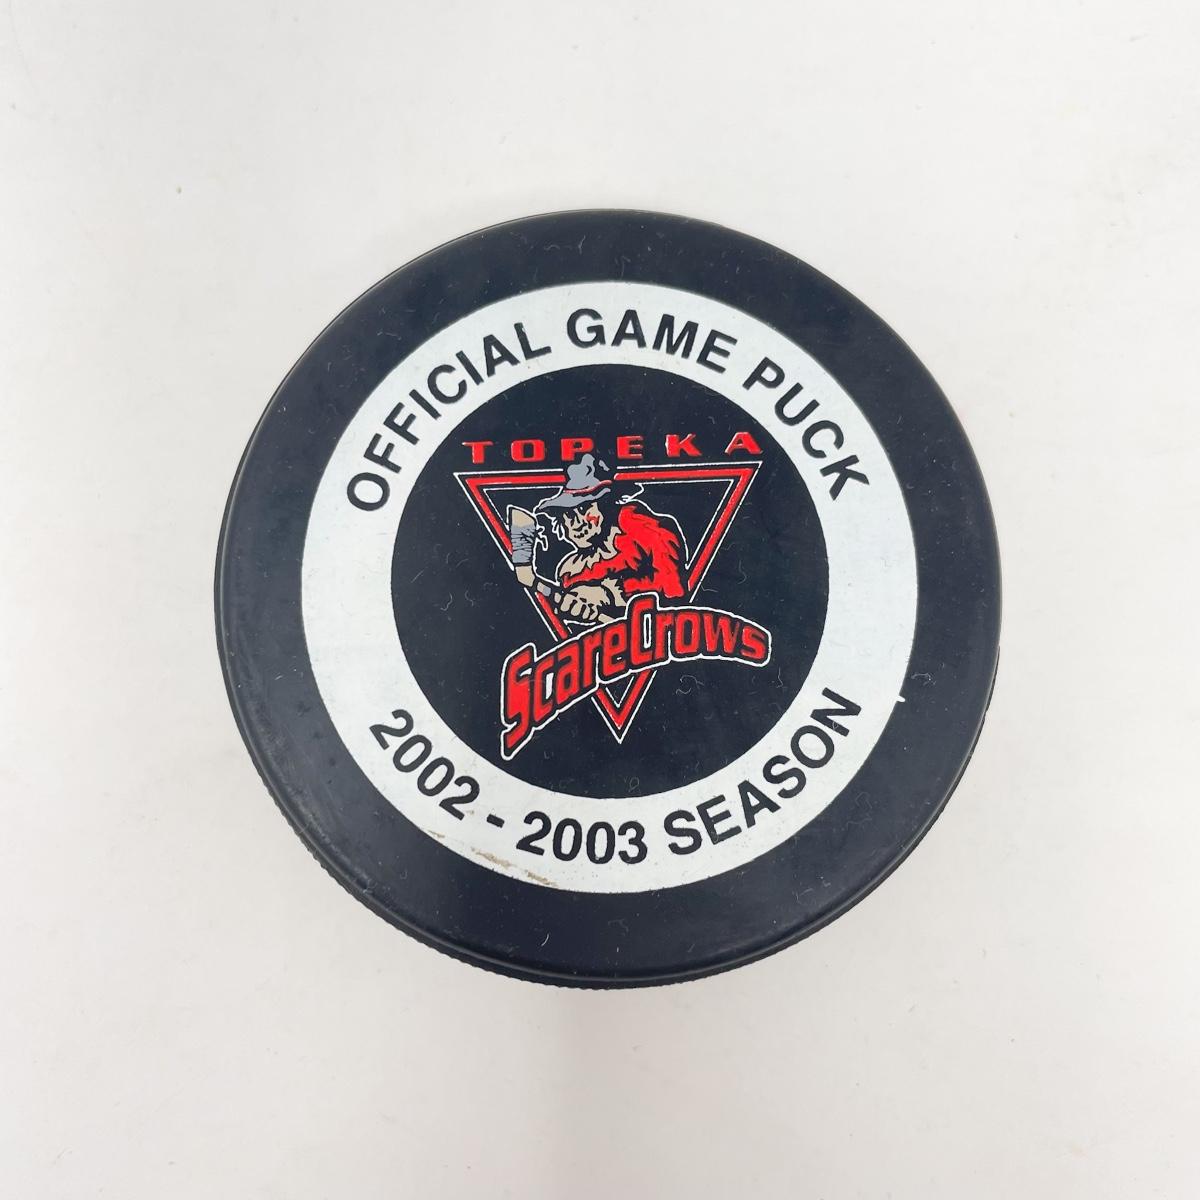 OFFICIAL GAME PUCK
TOPEKA
SCARECROWS
2002 - 2003 SEASON